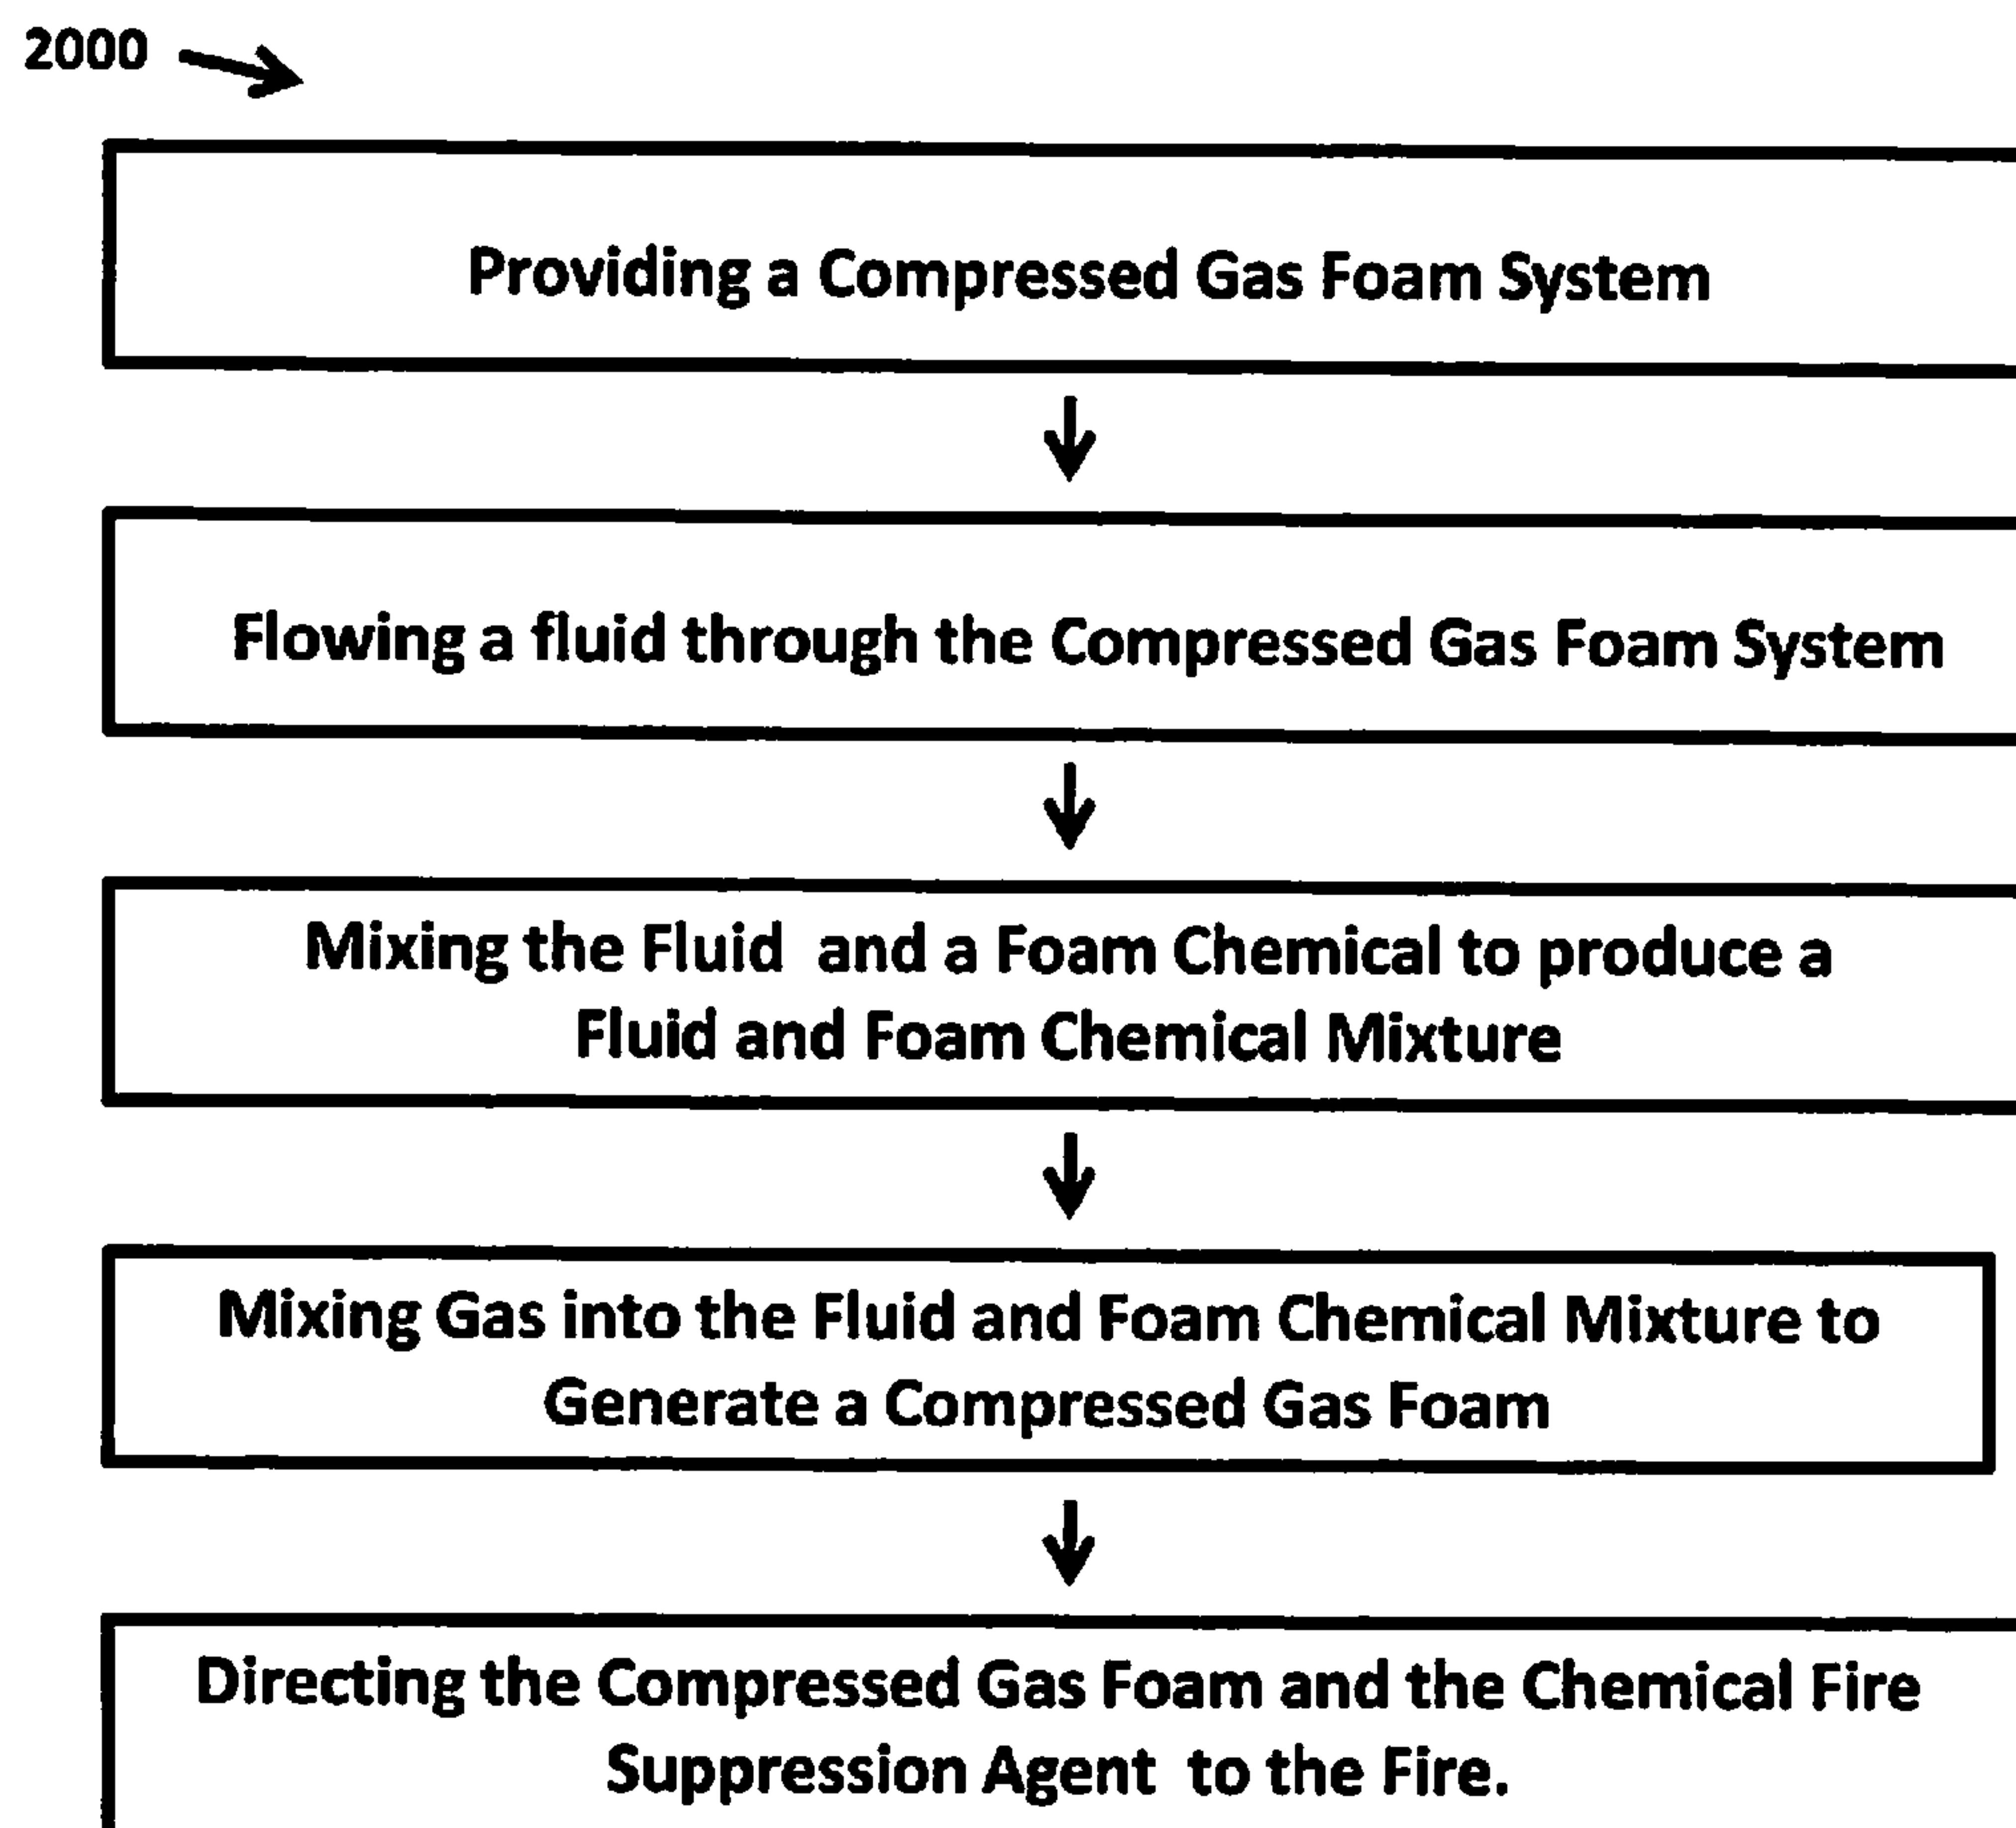 2000
Providing a Compressed Gas Foam System
Flowing a fluid through the Compressed Gas Foam System
Mixing the Fluid and a Foam Chemical to produce a
Fluid and Foam Chemical Mixture
Mixing Gas into the Fluid and Foam Chemical Mixture to
Generate a Compressed Gas Foam
Directing the Compressed Gas Foam and the Chemical Fire
Suppression Agent to the Fire.